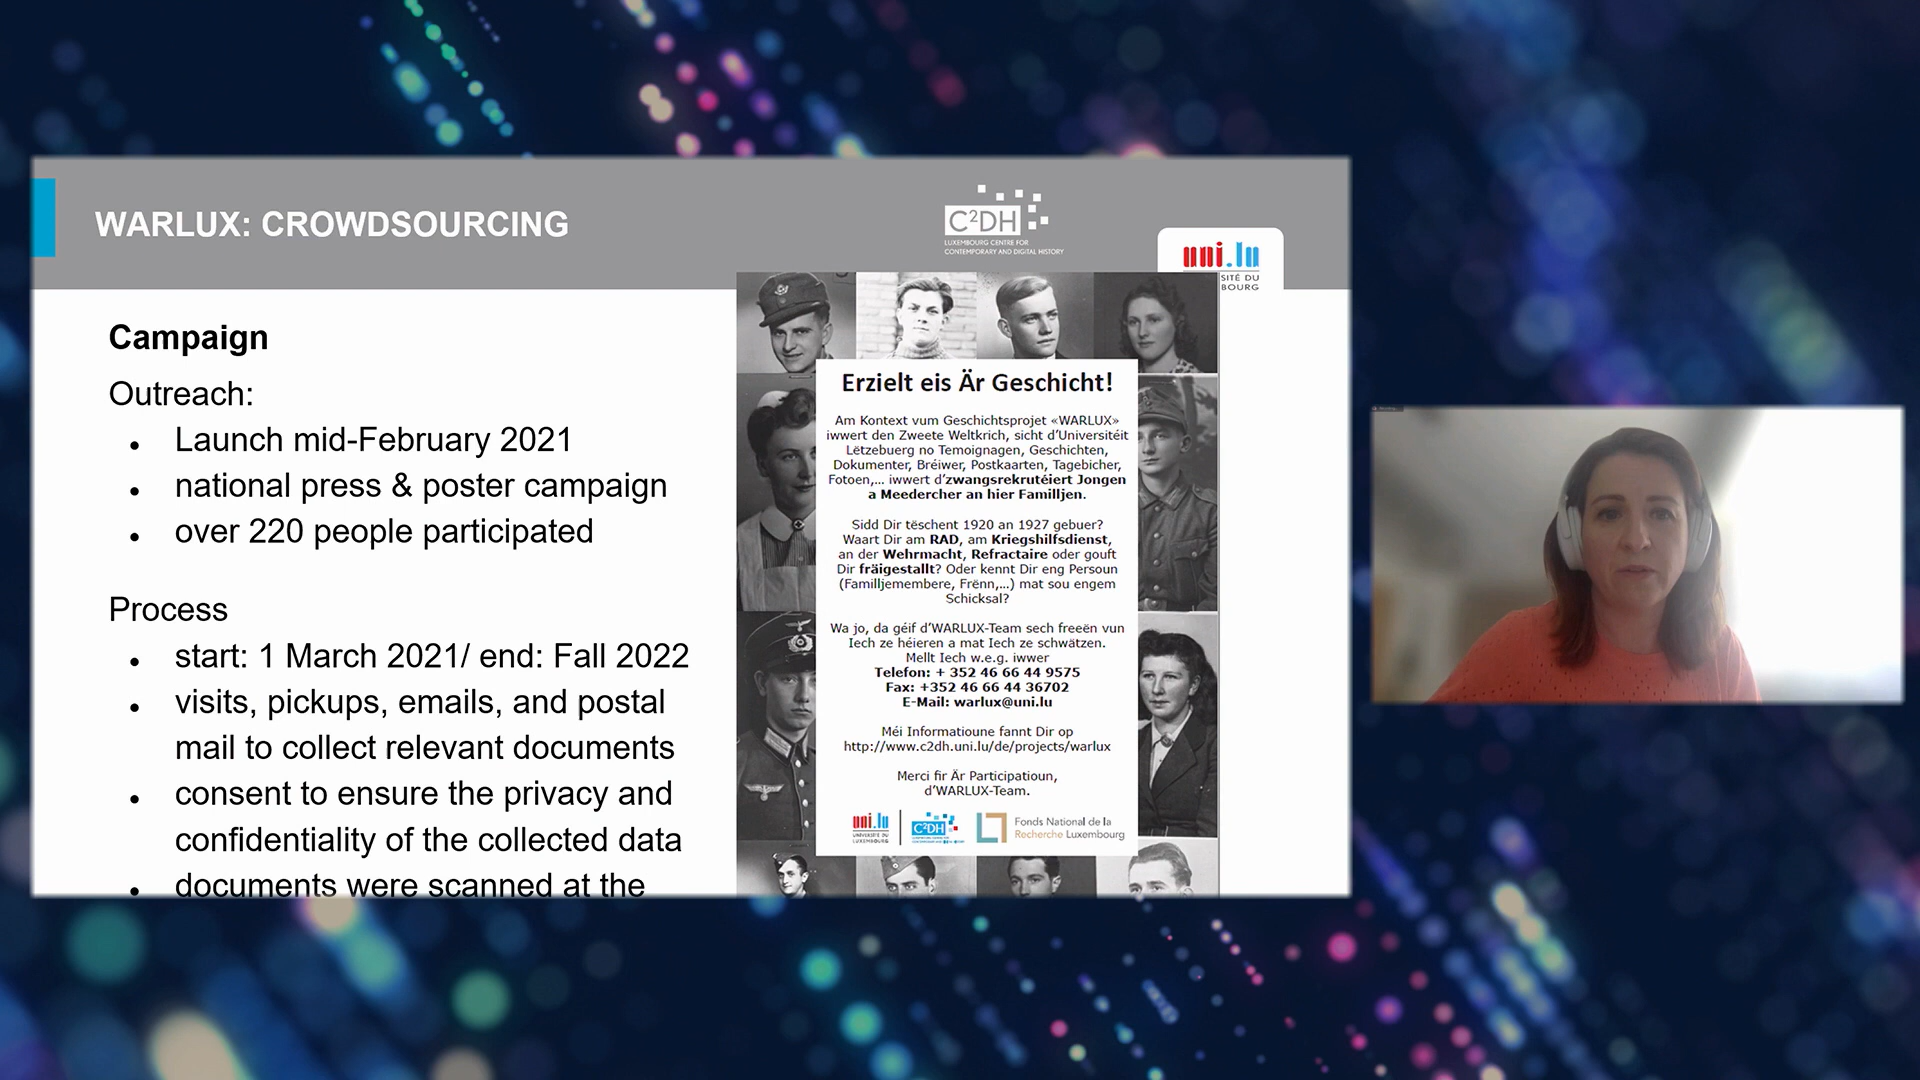 WARLUX: CROWDSOURCING
C²DH
LUXEMBOURG CENTRE FOR
CONTEMPORARY AND DIGITAL HISTORY
uni.lu
SITÉ DU
BOURG
Campaign
Outreach:
• Launch mid-February 2021
• national press & poster campaign
• over 220 people participated
Process
• start: 1 March 2021/ end: Fall 2022
• visits, pickups, emails, and postal
mail to collect relevant documents
• consent to ensure the privacy and
confidentiality of the collected data
• documents were scanned at the
Erzielt eis Är Geschicht!
Am Kontext vum Geschichtsprojet «WARLUX»
iwwert den Zweete Weltkrich, sicht d'Universitéit
Lëtzebuerg no Temoignagen, Geschichten,
Dokumenter, Bréiwer, Postkaarten, Tagebicher,
Fotoen,... iwwert d'zwangsrekrutéiert Jongen
a Meedercher an hier Familljen.
Sidd Dir tëschent 1920 an 1927 gebuer?
Waart Dir am RAD, am Kriegshilfsdienst,
an der Wehrmacht, Refractaire oder gouft
Dir fräigestallt? Oder kennt Dir eng Persoun
(Familljemembere, Frënn,...) mat sou engem
Schicksal?
Wa jo, da géif d'WARLUX-Team sech freeën vun
Iech ze héieren a mat Iech ze schwätzen.
Mellt Iech w.e.g. iwwer
Telefon: + 352 46 66 44 9575
Fax: +352 46 66 44 36702
E-Mail: warlux@uni.lu
Méi Informatioune fannt Dir op
http://www.c2dh.uni.lu/de/projects/warlux
Merci fir Är Participatioun,
d'WARLUX-Team.
uni.lu
UNIVERSITÉ DU
LUXEMBOURG
C²DH
Fonds National de la
Recherche Luxembourg